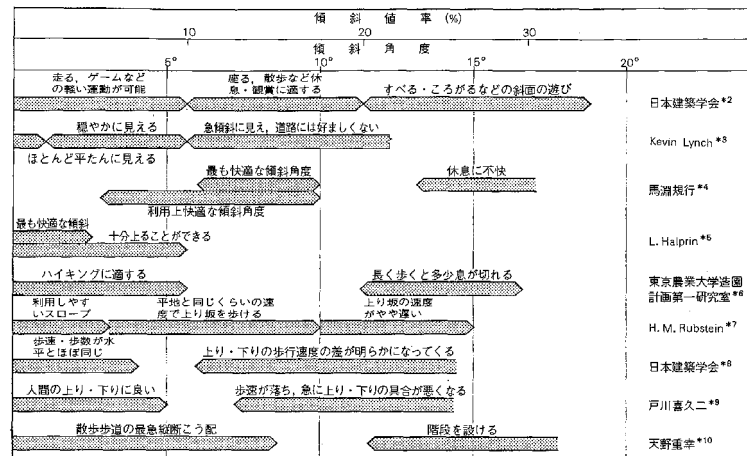 傾斜値率(%)
10 20 30
傾斜角度
5° 10° 15° 20°
走る,ゲームなど
の軽い運動が可能
座る,散歩など休
息・観賞に適する
すべる・ころがるなどの斜面の遊び
日本建築学会*2
穏やかに見える
急傾斜に見え,道路には好ましくない
ほとんど平たんに見える
Kevin Lynch*3
最も快適な傾斜角度
休息に不快
利用上快適な傾斜角度
馬淵規行*4
最も快適な傾斜
十分上ることができる
L. Halprin*5
ハイキングに適する
長く歩くと多少息が切れる
東京農業大学造園
計画第一研究室*6
利用しやす
いスロープ
平地と同じくらいの速
度で上り坂を歩ける
上り坂の速度
がやや遅い
H. M. Rubstein*7
歩速・歩数が水
平とほぼ同じ
上り・下りの歩行速度の差が明らかになってくる
日本建築学会*8
人間の上り・下りに良い
歩速が落ち,急に上り・下りの具合が悪くなる
戸川喜久二*9
散歩歩道の最急縦断こう配
階段を設ける
天野重幸*10